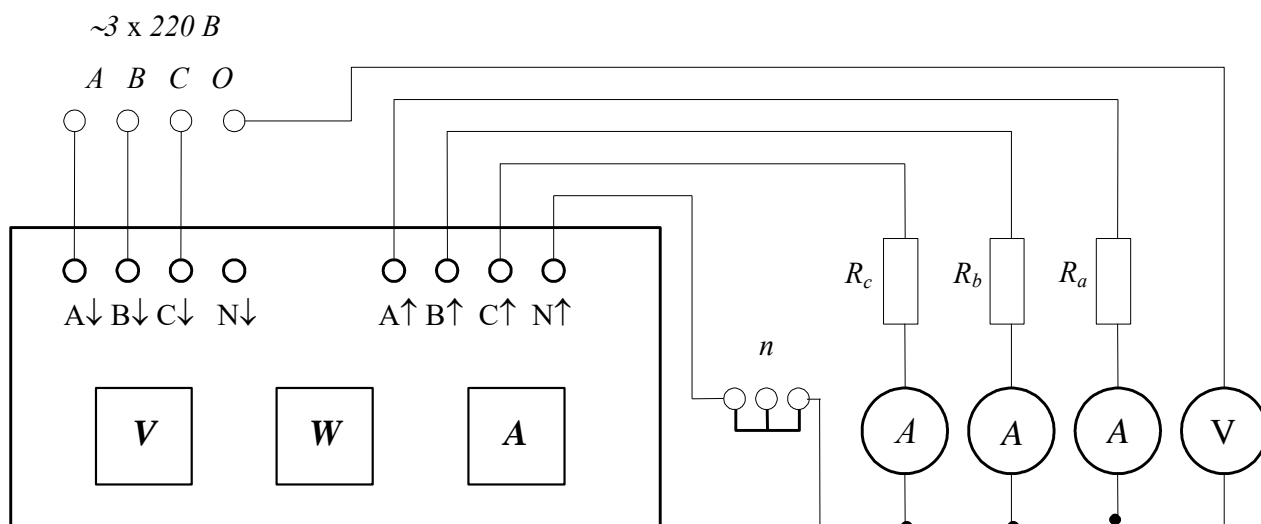 ~3 x 220 В
A B C O
R_c R_b R_a
A↓ B↓ C↓ N↓ A↑ B↑ C↑ N↑
n
V W A A A A V